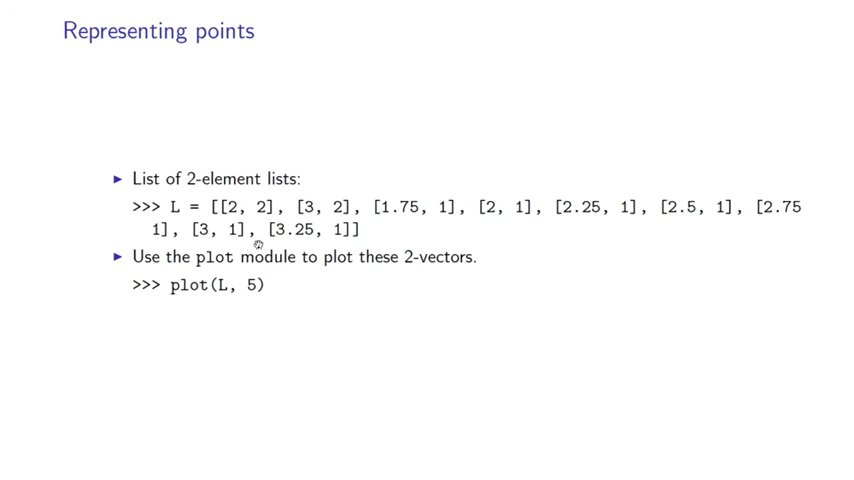 Representing points
▶ List of 2-element lists:
>>> L = [[2, 2], [3, 2], [1.75, 1], [2, 1], [2.25, 1], [2.5, 1], [2.75
1], [3, 1], [3.25, 1]]
▶ Use the plot module to plot these 2-vectors.
>>> plot(L, 5)